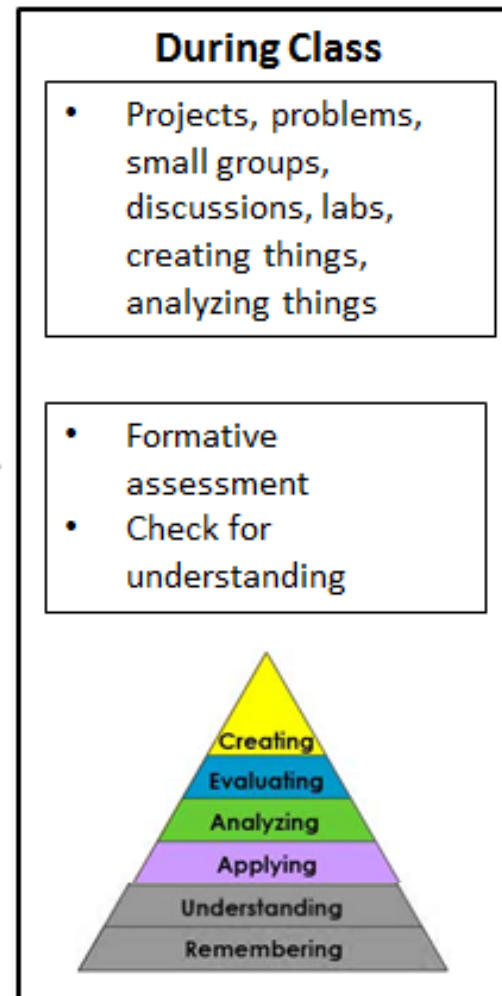 During Class
• Projects, problems,
small groups,
discussions, labs,
creating things,
analyzing things
• Formative
assessment
• Check for
understanding
Creating
Evaluating
Analyzing
Applying
Understanding
Remembering